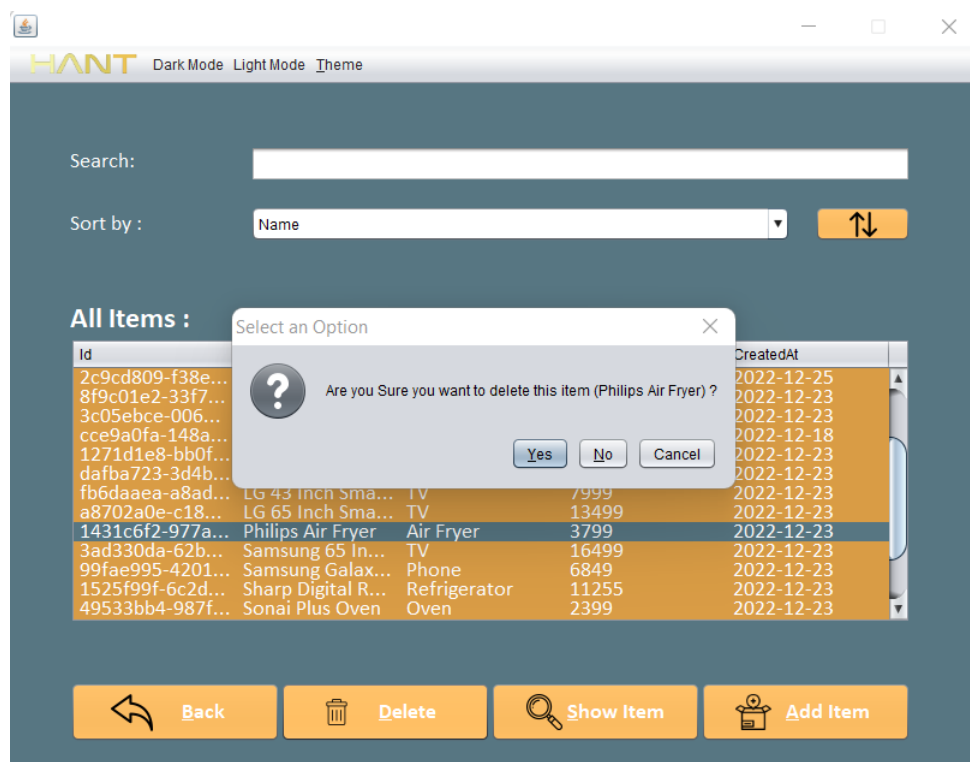 HANT Dark Mode Light Mode Theme
Search:
Sort by : Name
All Items :
Select an Option
Are you Sure you want to delete this item (Philips Air Fryer) ?
Yes No Cancel
Id CreatedAt
2c9cd809-f38e... 2022-12-25
8f9c01e2-33f7... 2022-12-23
3c05ebce-006... 2022-12-23
cce9a0fa-148a... 2022-12-18
1271d1e8-bb0f... 2022-12-23
dafba723-3d4b... 2022-12-23
fb6daaea-a8ad... LG 43 Inch Sma... TV 7999 2022-12-23
a8702a0e-c18... LG 65 Inch Sma... TV 13499 2022-12-23
1431c6f2-977a... Philips Air Fryer Air Fryer 3799 2022-12-23
3ad330da-62b... Samsung 65 In... TV 16499 2022-12-23
99fae995-4201... Samsung Galax... Phone 6849 2022-12-23
1525f99f-6c2d... Sharp Digital R... Refrigerator 11255 2022-12-23
49533bb4-987f... Sonai Plus Oven Oven 2399 2022-12-23
Back Delete Show Item Add Item